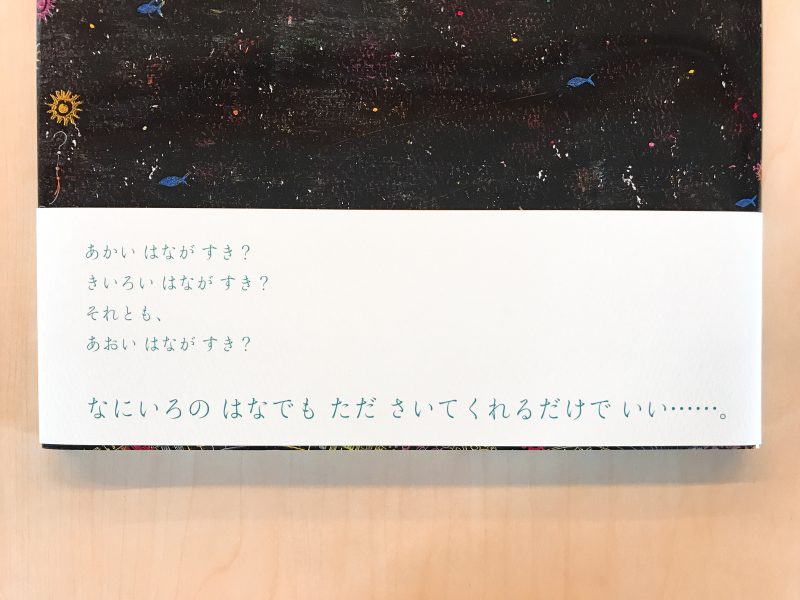 あかい はなが すき？
きいろい はなが すき？
それとも、
あおい はなが すき？
なにいろの はなでも ただ さいてくれるだけで いい……。